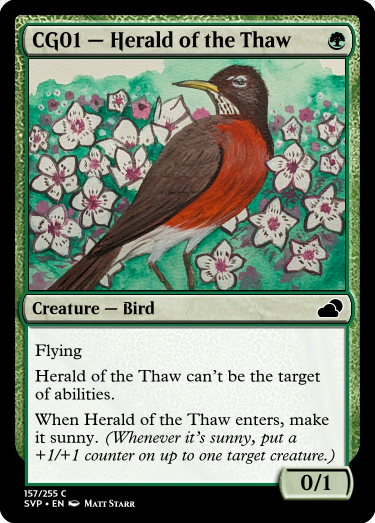 CG01 — Herald of the Thaw
Creature — Bird
Flying
Herald of the Thaw can't be the target
of abilities.
When Herald of the Thaw enters, make
it sunny. (Whenever it's sunny, put a
+1/+1 counter on up to one target creature.)
0/1
157/255 C
SVP • EN Matt Starr